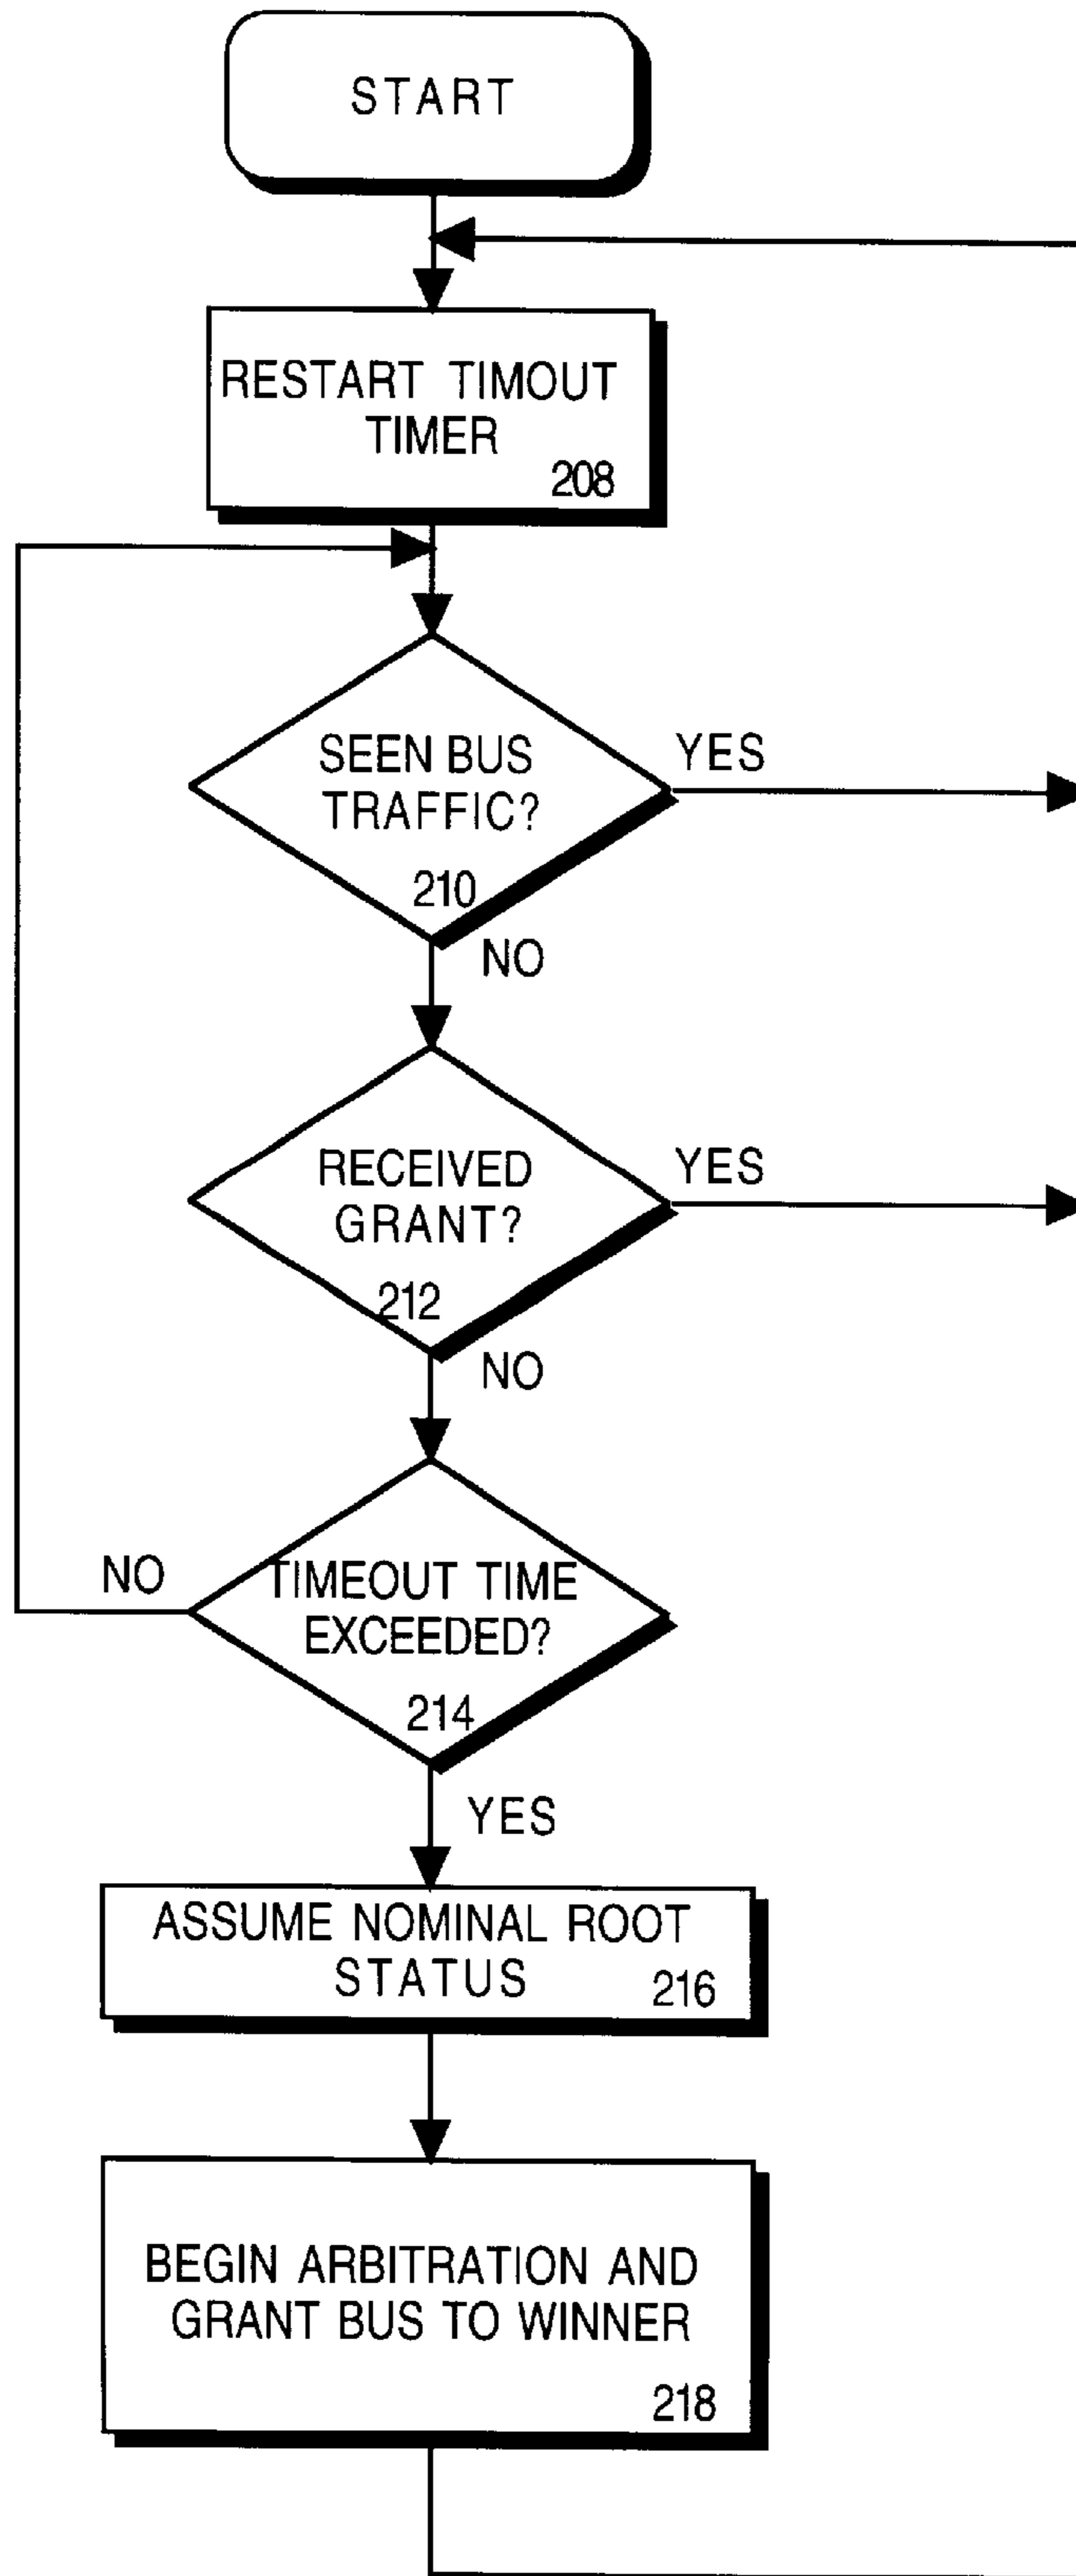 START
RESTART TIMOUT
TIMER
208
SEEN BUS
TRAFFIC?
210
YES
NO
RECEIVED
GRANT?
212
YES
NO
TIMEOUT TIME
EXCEEDED?
214
NO
YES
ASSUME NOMINAL ROOT
STATUS 216
BEGIN ARBITRATION AND
GRANT BUS TO WINNER
218